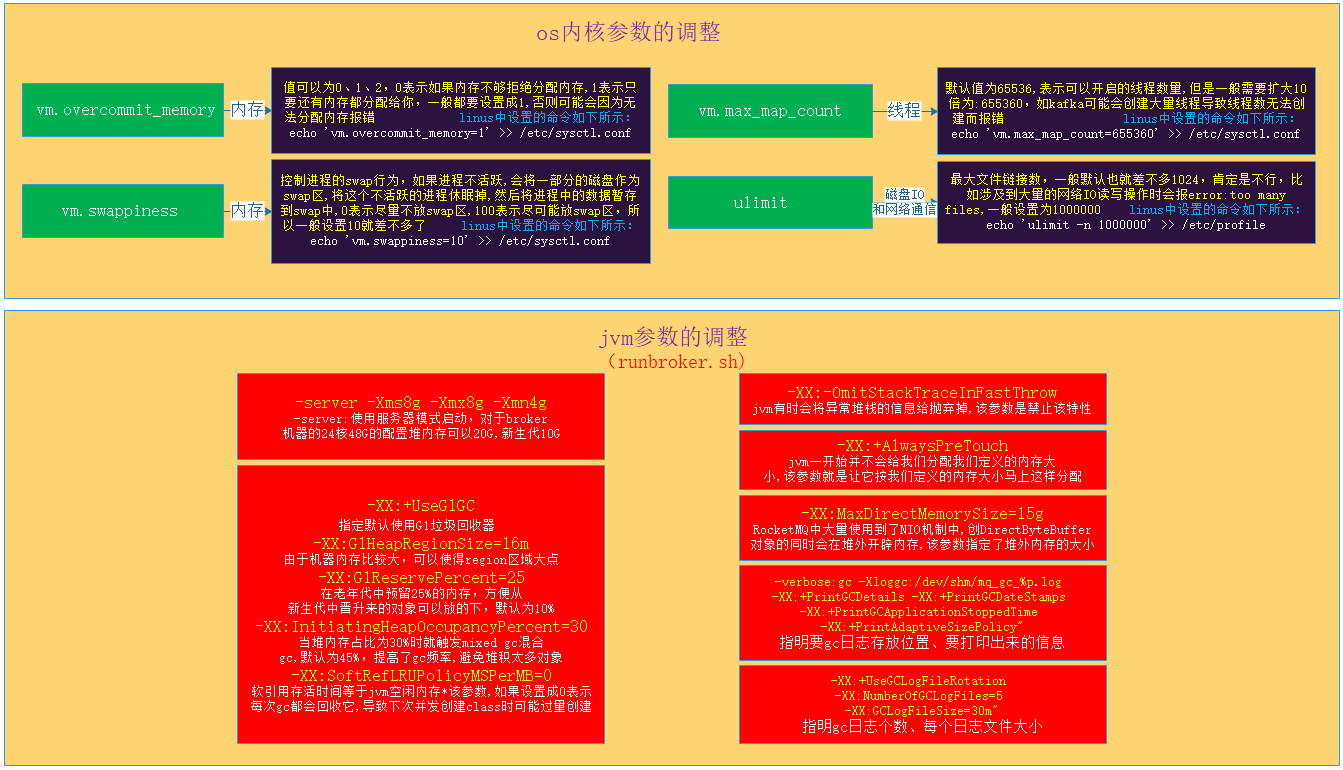 os内核参数的调整
vm.overcommit_memory
内存
值可以为0、1、2，0表示如果内存不够拒绝分配内存,1表示只
要还有内存都分配给你，一般都要设置成1,否则可能会因为无
法分配内存报错 linus中设置的命令如下所示:
echo 'vm.overcommit_memory=1' >> /etc/sysctl.conf
vm.swappiness
内存
控制进程的swap行为，如果进程不活跃,会将一部分的磁盘作为
swap区,将这个不活跃的进程休眠掉,然后将进程中的数据暂存
到swap中,0表示尽量不放swap区,100表示尽可能放swap区，所
以一般设置10就差不多了 linus中设置的命令如下所示:
echo 'vm.swappiness=10' >> /etc/sysctl.conf
vm.max_map_count
线程
默认值为65536,表示可以开启的线程数量,但是一般需要扩大10
倍为:655360，如kafka可能会创建大量线程导致线程数无法创
建而报错 linus中设置的命令如下所示:
echo 'vm.max_map_count=655360' >> /etc/sysctl.conf
ulimit
磁盘IO
和网络通信
最大文件链接数，一般默认也就差不多1024，肯定是不行，比
如涉及到大量的网络IO读写操作时会报error:too many
files,一般设置为1000000 linus中设置的命令如下所示:
echo 'ulimit -n 1000000' >> /etc/profile
jvm参数的调整
(runbroker.sh)
-server -Xms8g -Xmx8g -Xmn4g
-server:使用服务器模式启动，对于broker
机器的24核48G的配置堆内存可以20G,新生代10G
-XX:+UseG1GC
指定默认使用G1垃圾回收器
-XX:G1HeapRegionSize=16m
由于机器内存比较大，可以使得region区域大点
-XX:G1ReservePercent=25
在老年代中预留25%的内存，方便从
新生代中晋升来的对象可以放的下，默认为10%
-XX:InitiatingHeapOccupancyPercent=30
当堆内存占比为30%时就触发mixed gc混合
gc,默认为45%，提高了gc频率,避免堆积太多对象
-XX:SoftRefLRUPolicyMSPerMB=0
软引用存活时间等于jvm空闲内存*该参数,如果设置成0表示
每次gc都会回收它,导致下次并发创建class时可能过量创建
-XX:-OmitStackTraceInFastThrow
jvm有时会将异常堆栈的信息给抛弃掉,该参数是禁止该特性
-XX:+AlwaysPreTouch
jvm一开始并不会给我们分配我们定义的内存大
小,该参数就是让它按我们定义的内存大小马上这样分配
-XX:MaxDirectMemorySize=15g
RocketMQ中大量使用到了NIO机制中,创DirectByteBuffer
对象的同时会在堆外开辟内存,该参数指定了堆外内存的大小
-verbose:gc -Xloggc:/dev/shm/mq_gc_%p.log
-XX:+PrintGCDetails -XX:+PrintGCDateStamps
-XX:+PrintGCApplicationStoppedTime
-XX:+PrintAdaptiveSizePolicy"
指明要gc日志存放位置、要打印出来的信息
-XX:+UseGCLogFileRotation
-XX:NumberOfGCLogFiles=5
-XX:GCLogFileSize=30m"
指明gc日志个数、每个日志文件大小